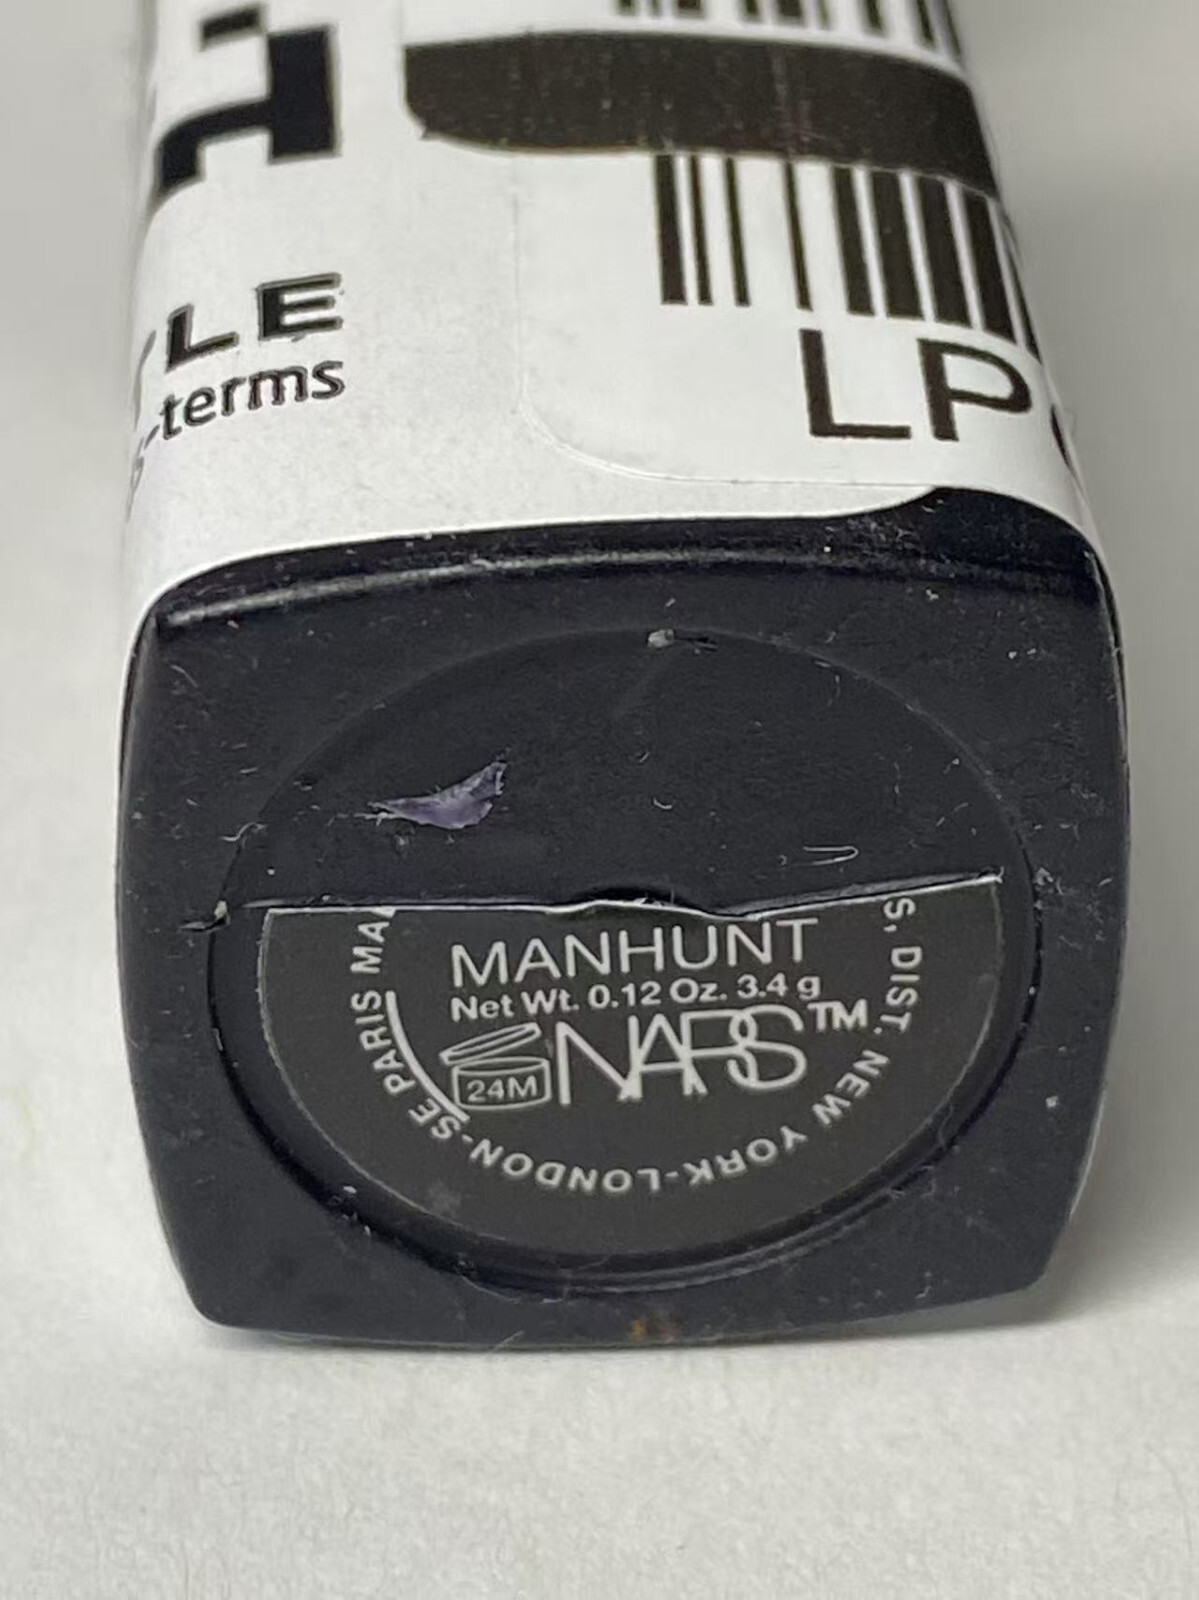 LE
-terms
LP
MANHUNT
Net Wt. 0.12 Oz. 3.4 g
24M
NARS™
S, DIST. NEW YORK-LONDON-SE PARIS MA